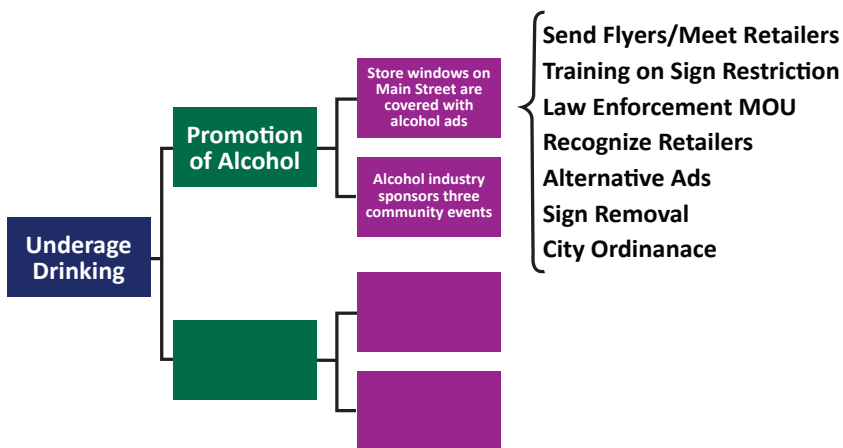 Underage
Drinking
Promotion
of Alcohol
Store windows on
Main Street are
covered with
alcohol ads
Alcohol industry
sponsors three
community events
Send Flyers/Meet Retailers
Training on Sign Restriction
Law Enforcement MOU
Recognize Retailers
Alternative Ads
Sign Removal
City Ordinanace